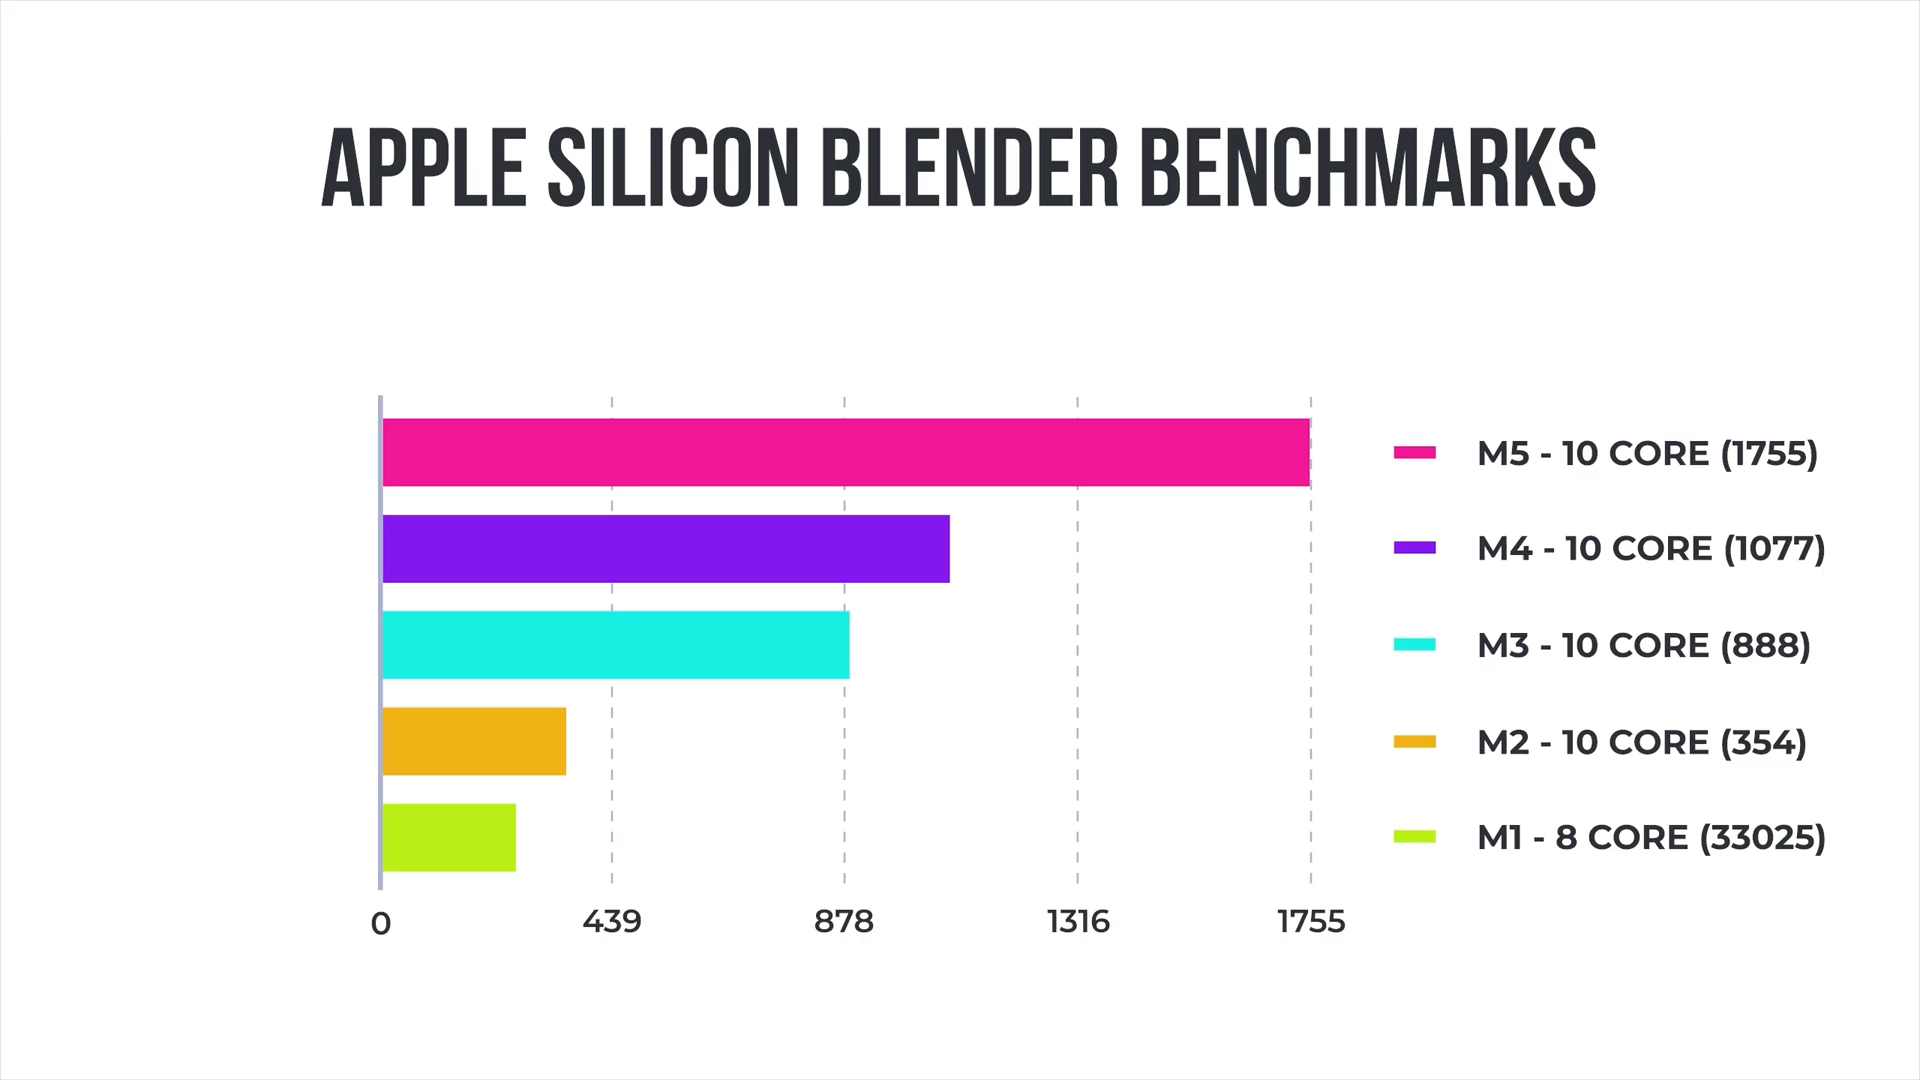 APPLE SILICON BLENDER BENCHMARKS
M5 - 10 CORE (1755)
M4 - 10 CORE (1077)
M3 - 10 CORE (888)
M2 - 10 CORE (354)
M1 - 8 CORE (33025)
0 439 878 1316 1755